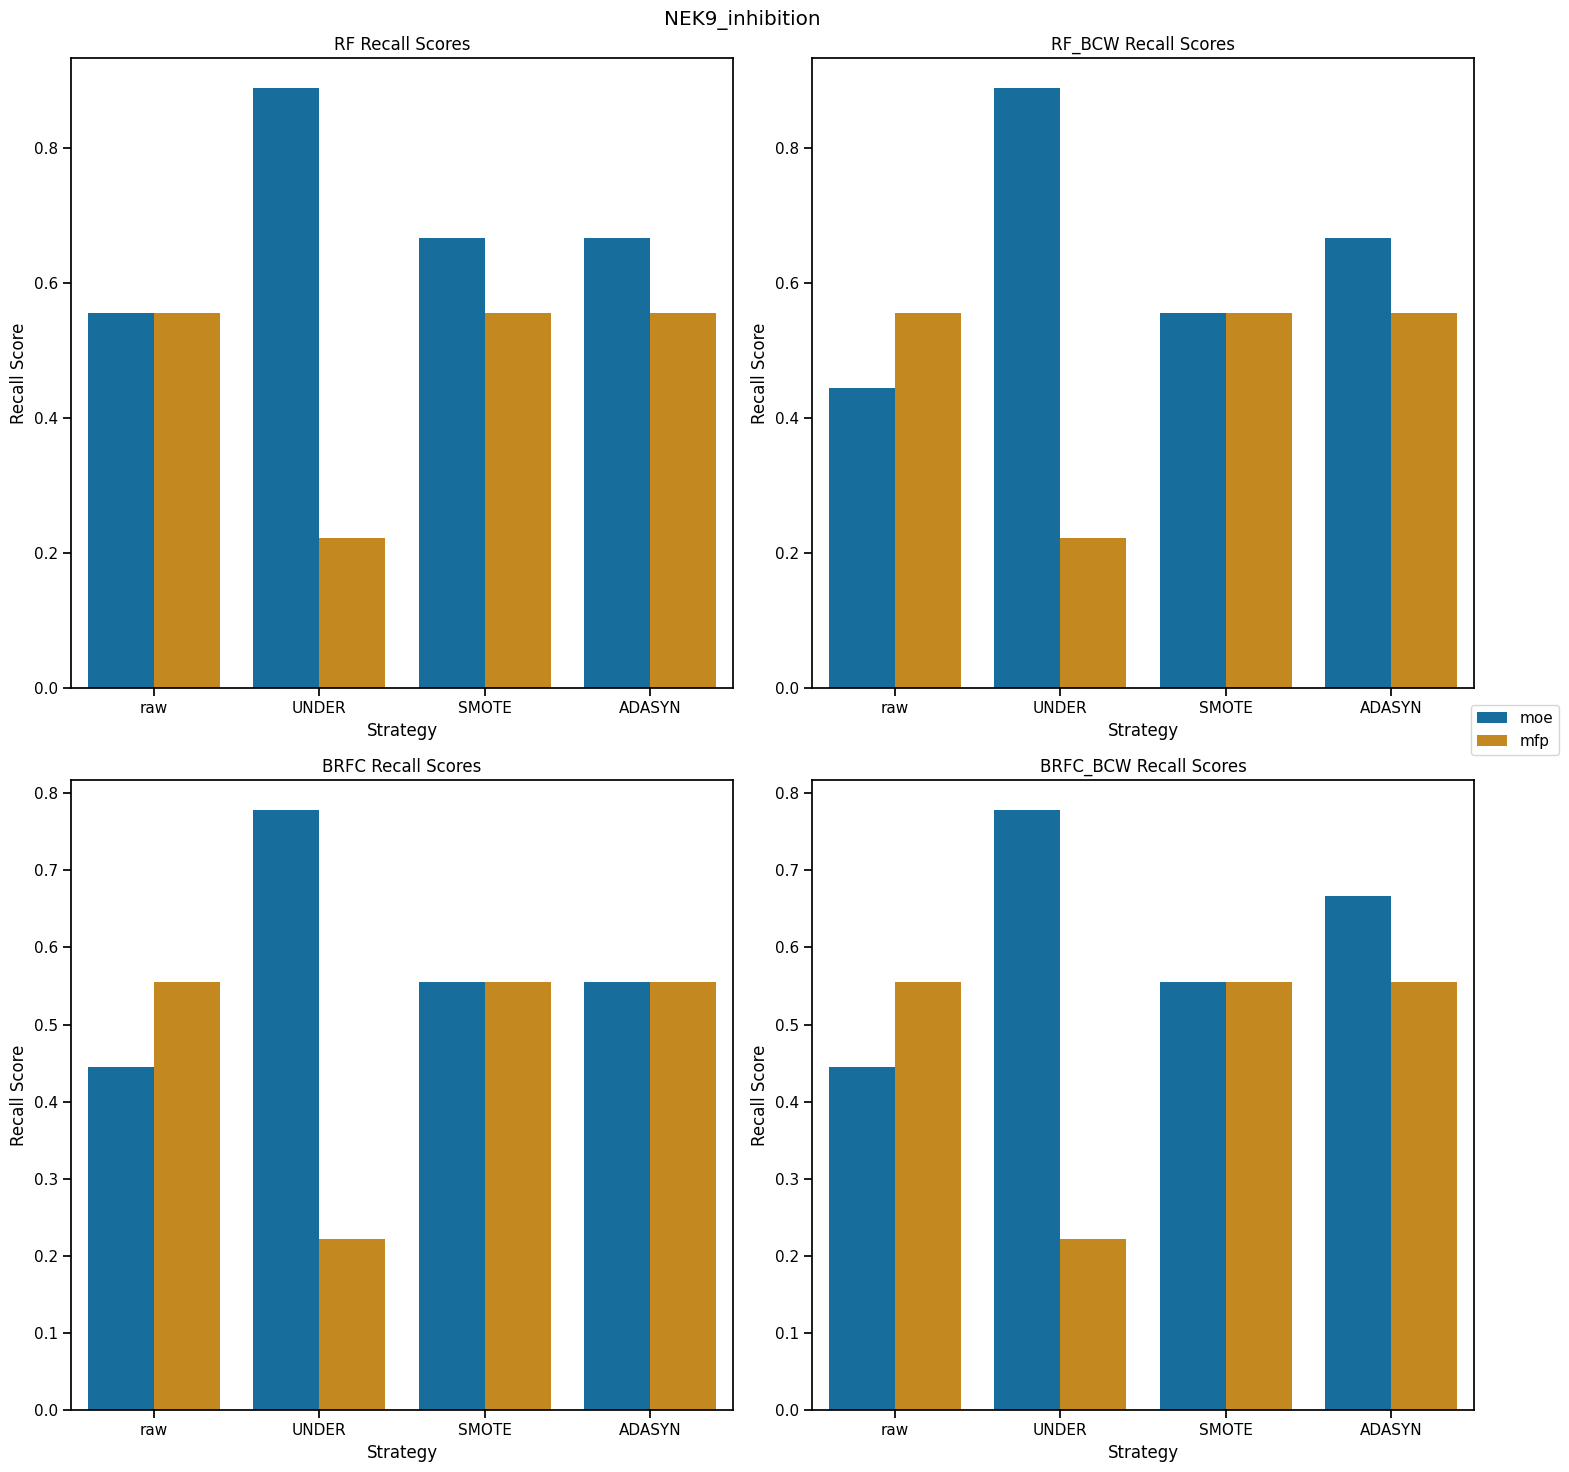 NEK9_inhibition
RF Recall Scores
Recall Score
0.8
0.6
0.4
0.2
0.0
raw
UNDER
SMOTE
ADASYN
Strategy
RF_BCW Recall Scores
Recall Score
0.8
0.6
0.4
0.2
0.0
raw
UNDER
SMOTE
ADASYN
Strategy
moe
mfp
BRFC Recall Scores
Recall Score
0.8
0.7
0.6
0.5
0.4
0.3
0.2
0.1
0.0
raw
UNDER
SMOTE
ADASYN
Strategy
BRFC_BCW Recall Scores
Recall Score
0.8
0.7
0.6
0.5
0.4
0.3
0.2
0.1
0.0
raw
UNDER
SMOTE
ADASYN
Strategy